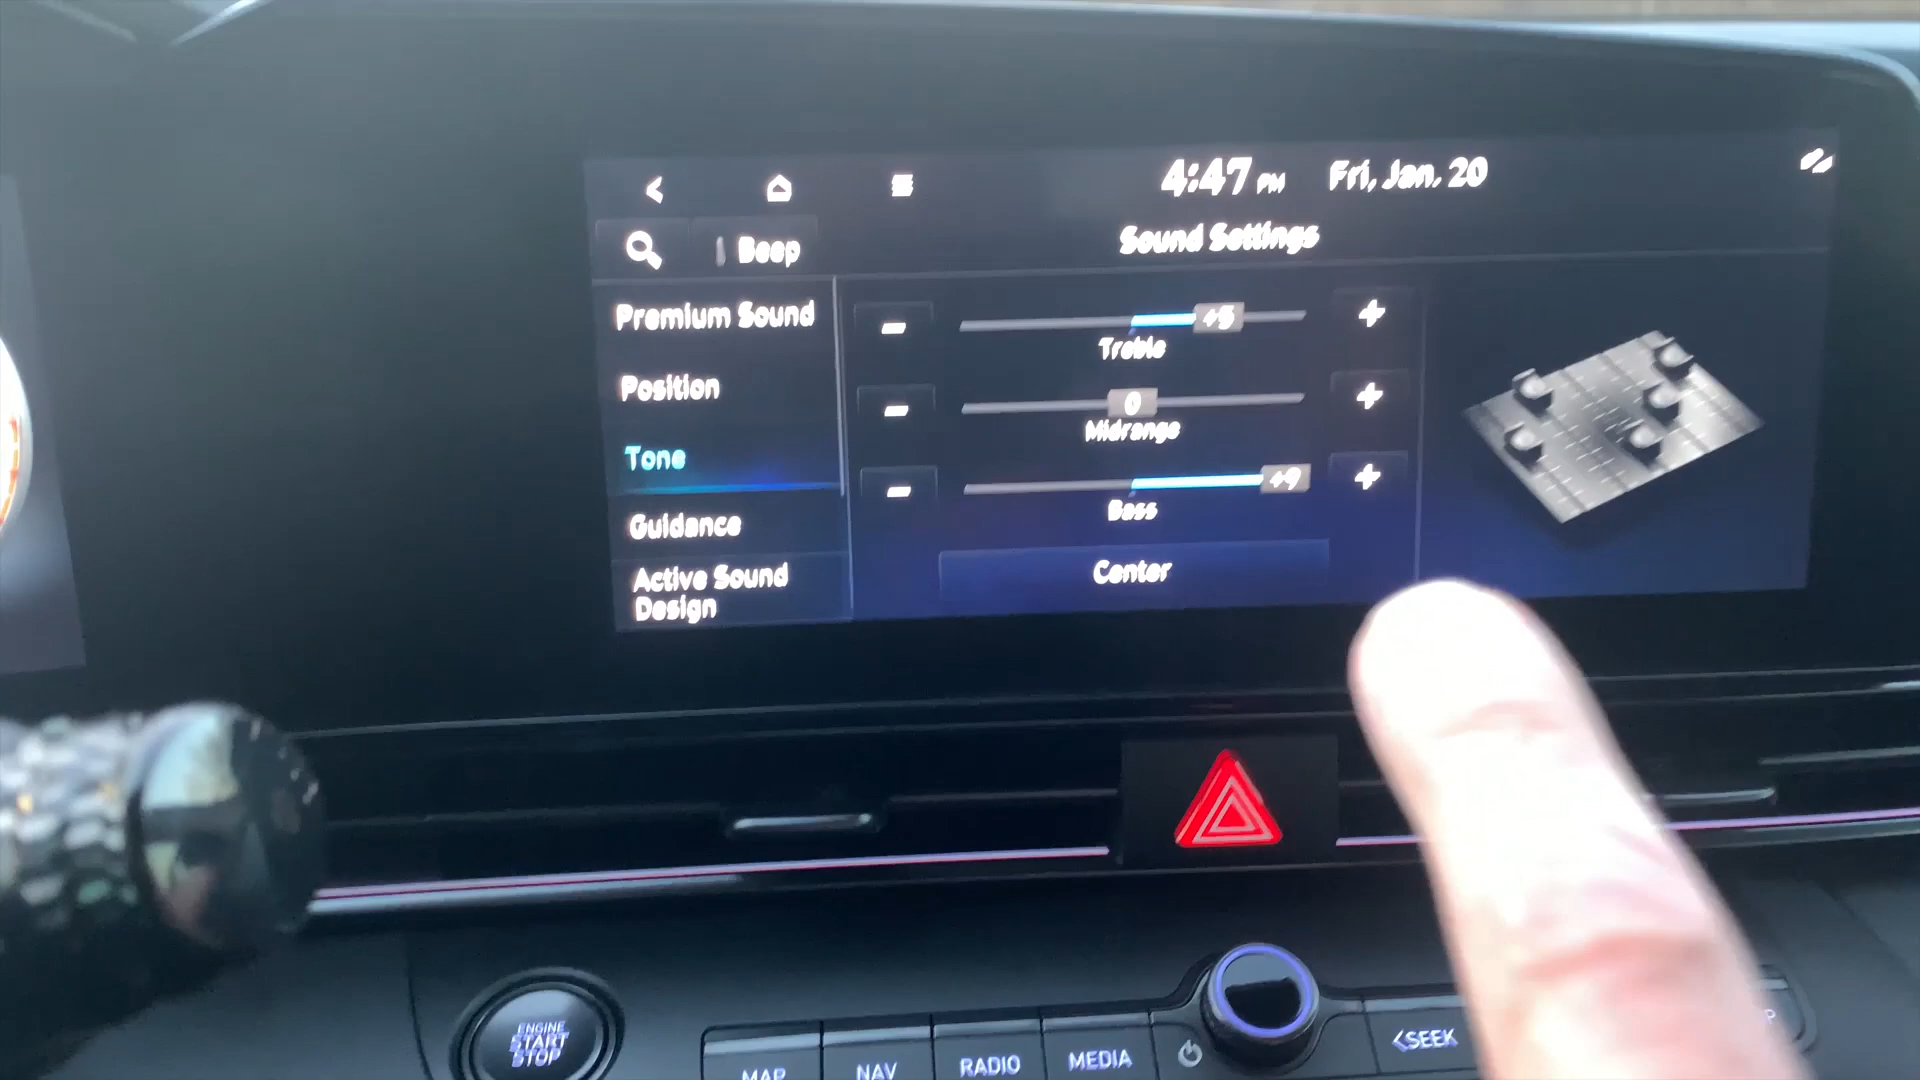 4:47 PM
Fri, Jan. 20
Beep
Sound Settings
Premium Sound
Position
Tone
Guidance
Active Sound
Design
+5
Treble
0
Midrange
+9
Bass
Center
ENGINE
START
STOP
MAP
NAV
RADIO
MEDIA
<SEEK